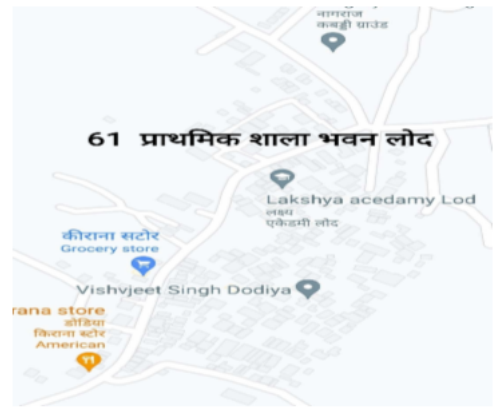 नागराज
कबड्डी ग्राउंड
61 प्राथमिक शाला भवन लोद
Lakshya acedamy Lod
लक्ष्य
एकेडमी लोद
कीराना सटोर
Grocery store
Vishvjeet Singh Dodiya
rana store
डोडिया
किराना स्टोर
American